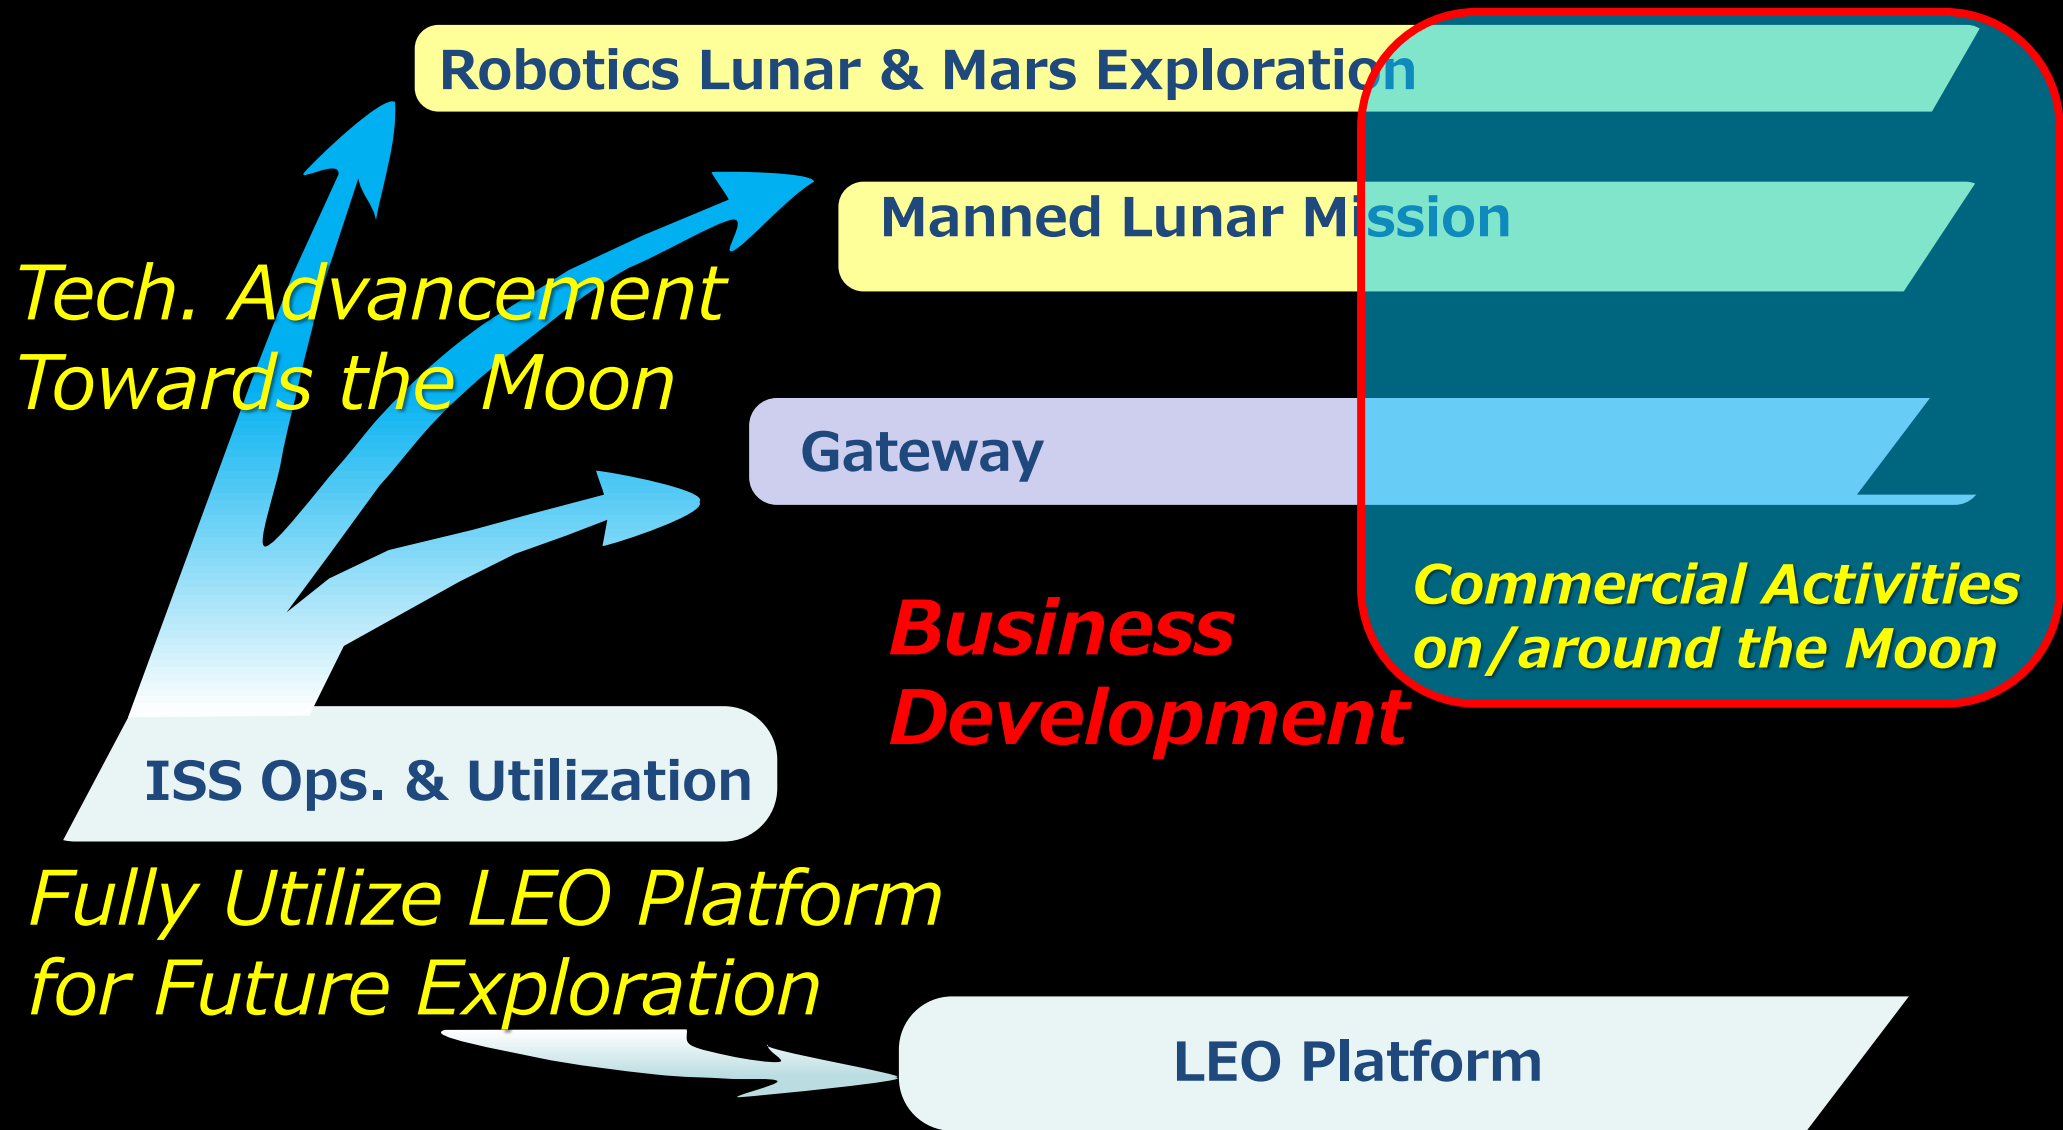 Robotics Lunar & Mars Exploration
Manned Lunar Mission
Tech. Advancement
Towards the Moon
Gateway
Commercial Activities
on/around the Moon
Business
Development
ISS Ops. & Utilization
Fully Utilize LEO Platform
for Future Exploration
LEO Platform